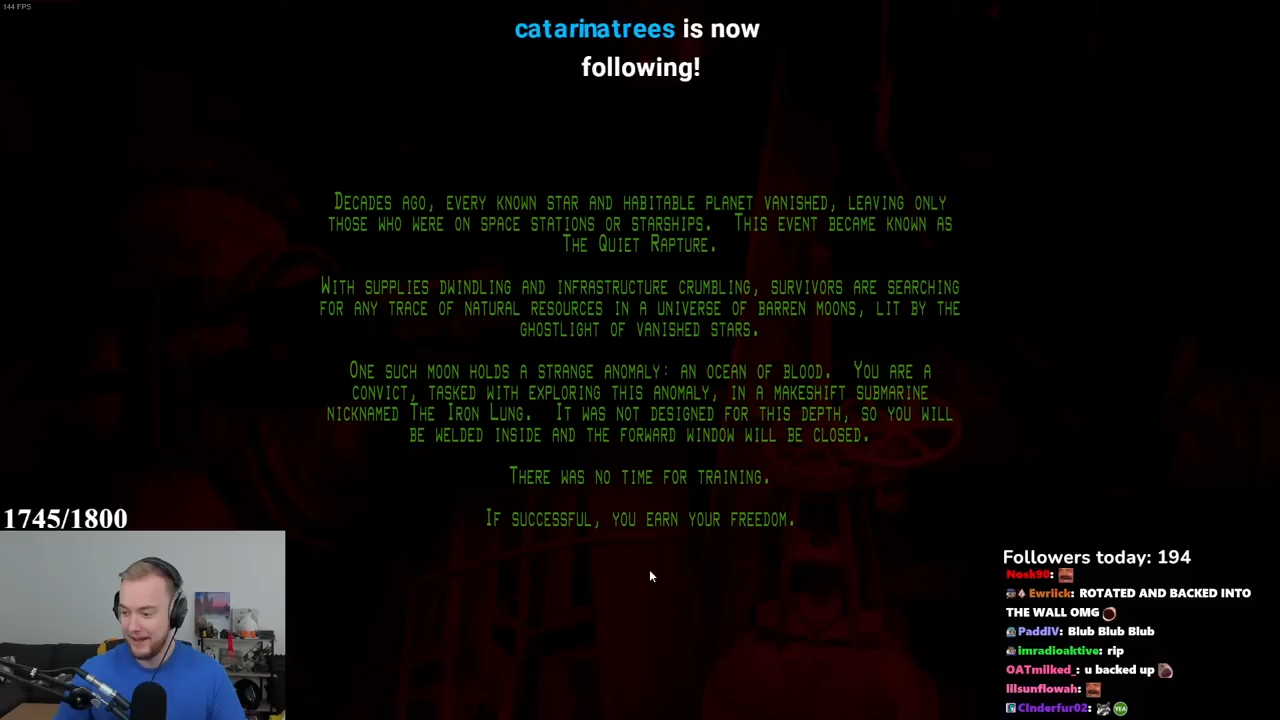 144 FPS
catarinatrees is now
following!
DECADES AGO, EVERY KNOWN STAR AND HABITABLE PLANET VANISHED, LEAVING ONLY
THOSE WHO WERE ON SPACE STATIONS OR STARSHIPS. THIS EVENT BECAME KNOWN AS
THE QUIET RAPTURE.
WITH SUPPLIES DWINDLING AND INFRASTRUCTURE CRUMBLING, SURVIVORS ARE SEARCHING
FOR ANY TRACE OF NATURAL RESOURCES IN A UNIVERSE OF BARREN MOONS, LIT BY THE
GHOSTLIGHT OF VANISHED STARS.
ONE SUCH MOON HOLDS A STRANGE ANOMALY: AN OCEAN OF BLOOD. YOU ARE A
CONVICT, TASKED WITH EXPLORING THIS ANOMALY, IN A MAKESHIFT SUBMARINE
NICKNAMED THE IRON LUNG. IT WAS NOT DESIGNED FOR THIS DEPTH, SO YOU WILL
BE WELDED INSIDE AND THE FORWARD WINDOW WILL BE CLOSED.
THERE WAS NO TIME FOR TRAINING.
IF SUCCESSFUL, YOU EARN YOUR FREEDOM.
1745/1800
Followers today: 194
Nosk90:
Ewriick: ROTATED AND BACKED INTO
THE WALL OMG
PaddlV: Blub Blub Blub
imradioaktive: rip
OATmilked_: u backed up
lilsunflowah:
C1nderfur02: YEA